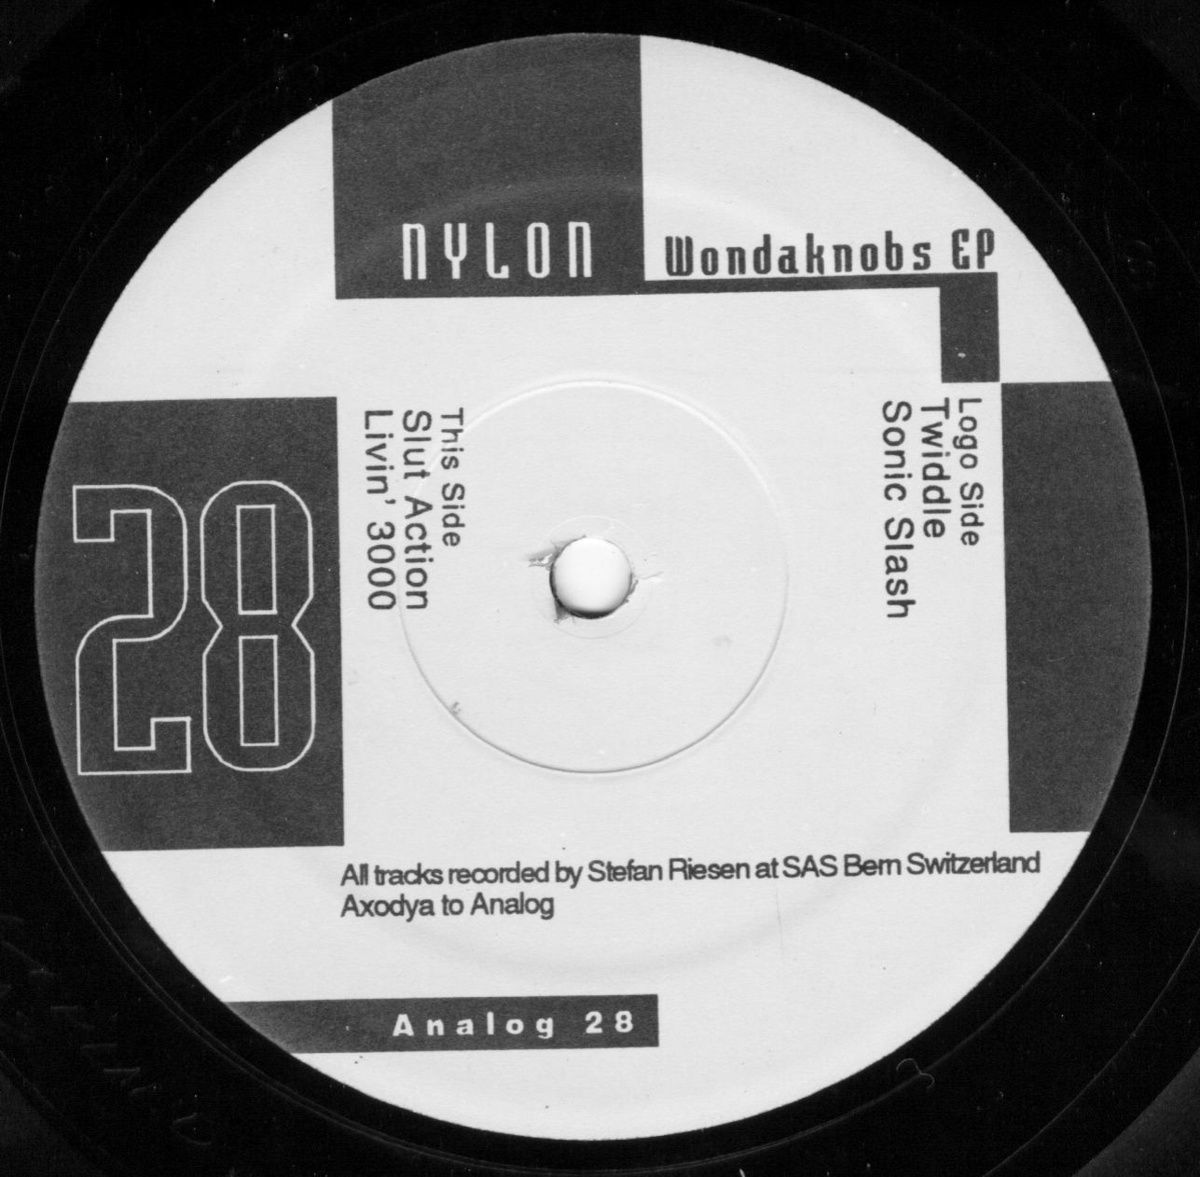 NYLON
Wondaknobs EP
28
This Side
Slut Action
Livin' 3000
Logo Side
Twiddle
Sonic Slash
All tracks recorded by Stefan Riesen at SAS Bern Switzerland
Axodya to Analog
Analog 28